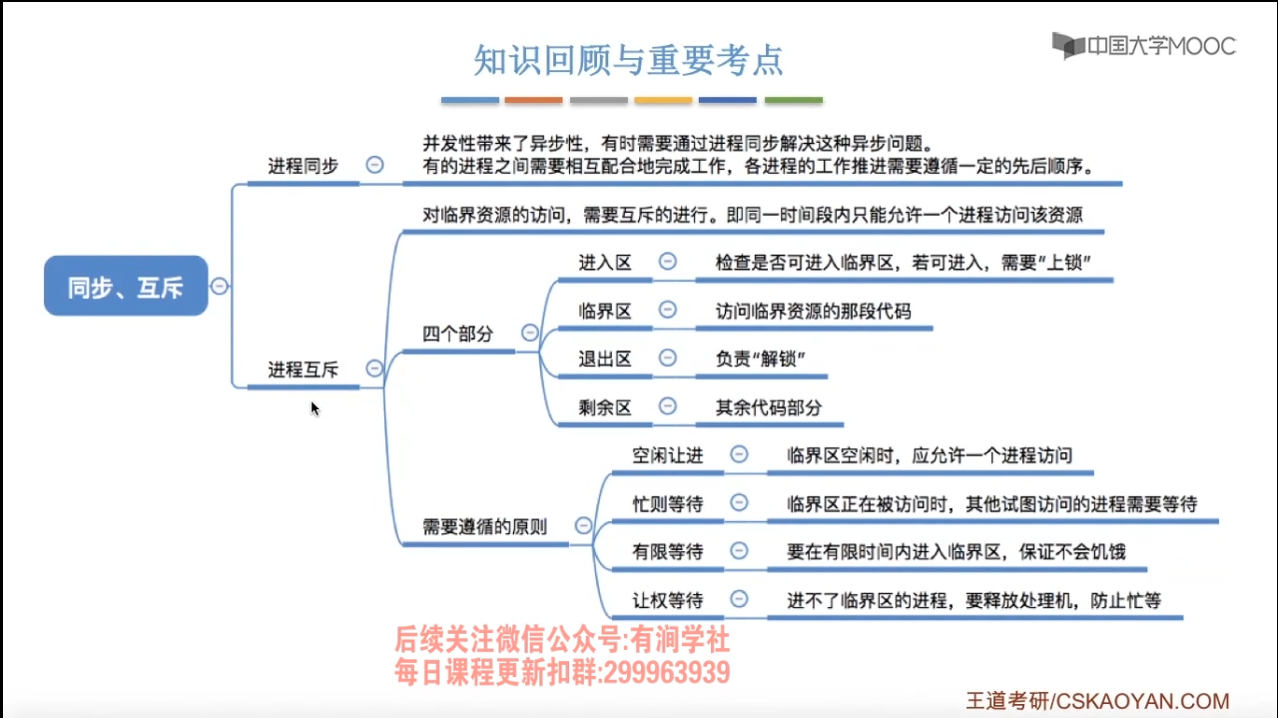 中国大学MOOC
知识回顾与重要考点
同步、互斥
进程同步
并发性带来了异步性，有时需要通过进程同步解决这种异步问题。
有的进程之间需要相互配合地完成工作，各进程的工作推进需要遵循一定的先后顺序。
进程互斥
对临界资源的访问，需要互斥的进行。即同一时间段内只能允许一个进程访问该资源
四个部分
进入区
检查是否可进入临界区，若可进入，需要“上锁”
临界区
访问临界资源的那段代码
退出区
负责“解锁”
剩余区
其余代码部分
需要遵循的原则
空闲让进
临界区空闲时，应允许一个进程访问
忙则等待
临界区正在被访问时，其他试图访问的进程需要等待
有限等待
要在有限时间内进入临界区，保证不会饥饿
让权等待
进不了临界区的进程，要释放处理机，防止忙等
后续关注微信公众号:有涧学社
每日课程更新扣群:299963939
王道考研/CSKAOYAN.COM